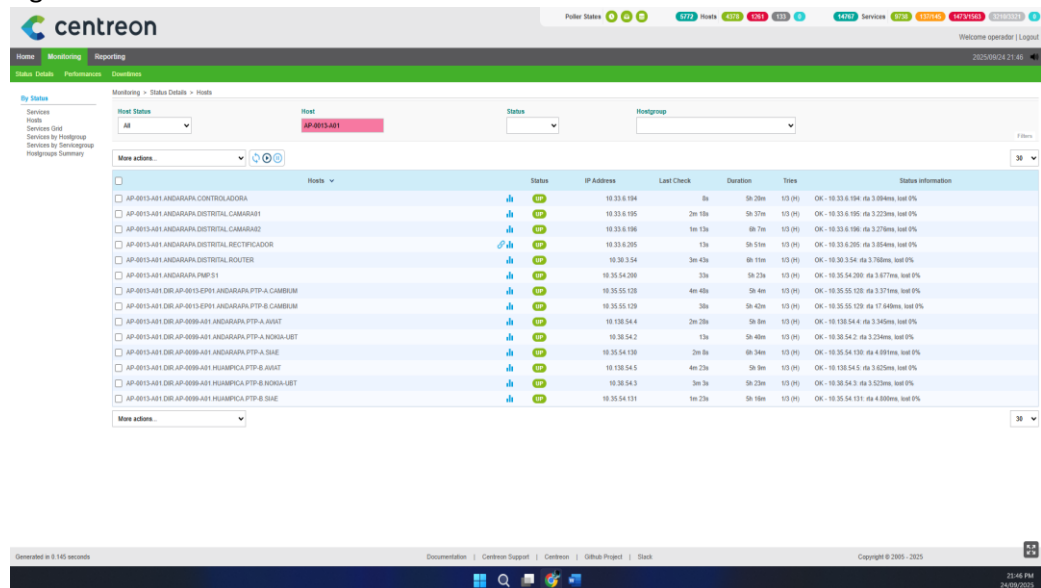 centreon
Poller States 5772 Hosts 4378 1261 133 0 14767 Services 9730 1473/1503 0
Welcome operador | Logout
Home Monitoring Reporting 2025/09/24 21:46
Status Details Performances Downtimes
By Status
Services
Hosts
Services Grid
Services by Hostgroup
Services by Servicegroup
Hostgroups Summary
Monitoring > Status Details > Hosts
Host Status Host Status Hostgroup
All AP-0013-A01
Filters
More actions... 30
Hosts Status IP Address Last Check Duration Tries Status information
AP-0013-A01.ANDARAPA.CONTROLADORA UP 10.33.6.194 8s 5h 20m 1/3 (H) OK - 10.33.6.194: rta 3.094ms, lost 0%
AP-0013-A01.ANDARAPA.DISTRITAL.CAMARA01 UP 10.33.6.195 2m 18s 5h 37m 1/3 (H) OK - 10.33.6.195: rta 3.223ms, lost 0%
AP-0013-A01.ANDARAPA.DISTRITAL.CAMARA02 UP 10.33.6.196 1m 13s 6h 7m 1/3 (H) OK - 10.33.6.196: rta 3.276ms, lost 0%
AP-0013-A01.ANDARAPA.DISTRITAL.RECTIFICADOR UP 10.33.6.205 13s 5h 51m 1/3 (H) OK - 10.33.6.205: rta 3.054ms, lost 0%
AP-0013-A01.ANDARAPA.DISTRITAL.ROUTER UP 10.30.3.54 3m 43s 6h 11m 1/3 (H) OK - 10.30.3.54: rta 3.768ms, lost 0%
AP-0013-A01.ANDARAPA.PMP.S1 UP 10.35.54.200 33s 5h 23s 1/3 (H) OK - 10.35.54.200: rta 3.677ms, lost 0%
AP-0013-A01.DIR.AP-0013-EP01.ANDARAPA.PTP-A.CAMBIUM UP 10.35.55.128 4m 48s 5h 4m 1/3 (H) OK - 10.35.55.128: rta 3.371ms, lost 0%
AP-0013-A01.DIR.AP-0013-EP01.ANDARAPA.PTP-B.CAMBIUM UP 10.35.55.129 38s 5h 42m 1/3 (H) OK - 10.35.55.129: rta 17.649ms, lost 0%
AP-0013-A01.DIR.AP-0099-A01.ANDARAPA.PTP-A.AVIAT UP 10.138.54.4 2m 28s 5h 8m 1/3 (H) OK - 10.138.54.4: rta 3.345ms, lost 0%
AP-0013-A01.DIR.AP-0099-A01.ANDARAPA.PTP-A.NOKIA-UBT UP 10.38.54.2 13s 5h 40m 1/3 (H) OK - 10.38.54.2: rta 3.234ms, lost 0%
AP-0013-A01.DIR.AP-0099-A01.ANDARAPA.PTP-A.SIAE UP 10.35.54.130 2m 8s 6h 34m 1/3 (H) OK - 10.35.54.130: rta 4.091ms, lost 0%
AP-0013-A01.DIR.AP-0099-A01.HUAMPICA.PTP-B.AVIAT UP 10.138.54.5 4m 23s 5h 9m 1/3 (H) OK - 10.138.54.5: rta 3.625ms, lost 0%
AP-0013-A01.DIR.AP-0099-A01.HUAMPICA.PTP-B.NOKIA-UBT UP 10.38.54.3 3m 3s 5h 23m 1/3 (H) OK - 10.38.54.3: rta 3.523ms, lost 0%
AP-0013-A01.DIR.AP-0099-A01.HUAMPICA.PTP-B.SIAE UP 10.35.54.131 1m 23s 5h 16m 1/3 (H) OK - 10.35.54.131: rta 4.800ms, lost 0%
More actions... 30
Generated in 0.145 seconds Documentation | Centreon Support | Centreon | Github Project | Slack Copyright © 2005 - 2025
21:46 PM
24/09/2025